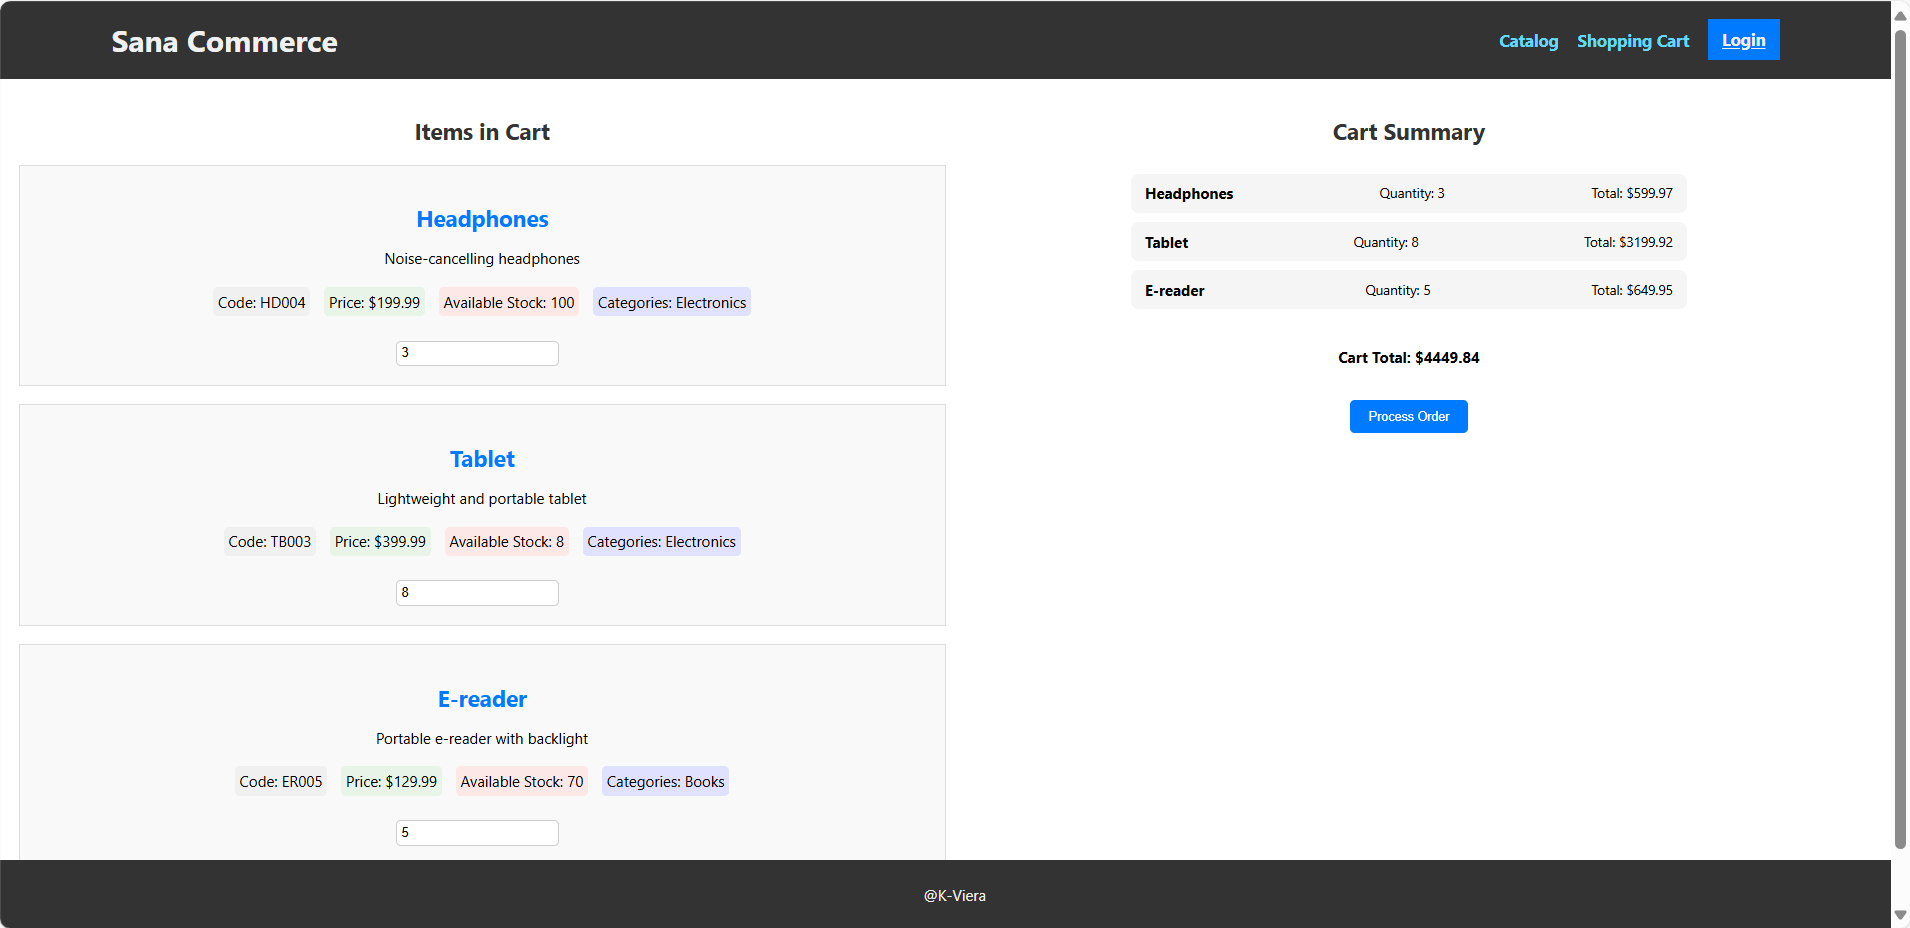 Sana Commerce
Catalog Shopping Cart Login
Items in Cart
Headphones
Noise-cancelling headphones
Code: HD004 Price: $199.99 Available Stock: 100 Categories: Electronics
3
Tablet
Lightweight and portable tablet
Code: TB003 Price: $399.99 Available Stock: 8 Categories: Electronics
8
E-reader
Portable e-reader with backlight
Code: ER005 Price: $129.99 Available Stock: 70 Categories: Books
5
Cart Summary
Headphones Quantity: 3 Total: $599.97
Tablet Quantity: 8 Total: $3199.92
E-reader Quantity: 5 Total: $649.95
Cart Total: $4449.84
Process Order
@K-Viera